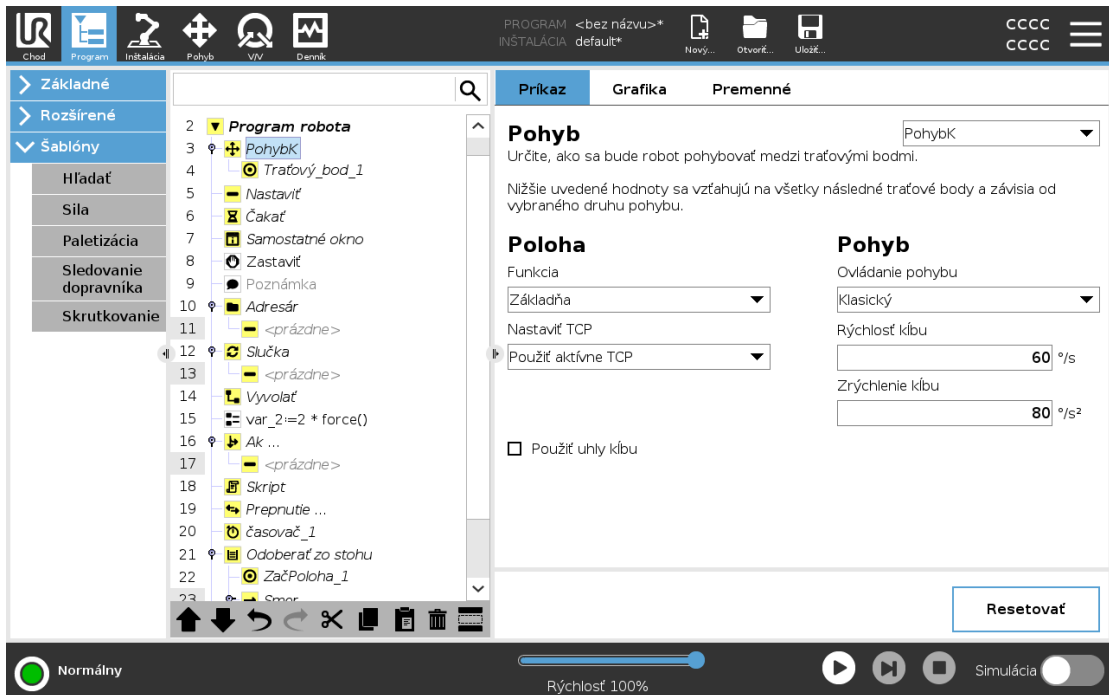 PROGRAM <bez názvu>*
INŠTALÁCIA default*
Chod
Program
Inštalácia
Pohyb
V/V
Denník
Nový...
Otvoriť...
Uložiť...
CCCC
CCCC
Základné
Rozšírené
Šablóny
Hľadať
Sila
Paletizácia
Sledovanie
dopravníka
Skrutkovanie
2 Program robota
3 PohybK
4 Traťový_bod_1
5 Nastaviť
6 Čakať
7 Samostatné okno
8 Zastaviť
9 Poznámka
10 Adresár
11 <prázdne>
12 Slučka
13 <prázdne>
14 Vyvolať
15 var_2:=2 * force()
16 Ak ...
17 <prázdne>
18 Skript
19 Prepnutie ...
20 časovač_1
21 Odoberať zo stohu
22 ZačPoloha_1
23 Smer
Príkaz Grafika Premenné
Pohyb
PohybK
Určite, ako sa bude robot pohybovať medzi traťovými bodmi.
Nižšie uvedené hodnoty sa vzťahujú na všetky následné traťové body a závisia od
vybraného druhu pohybu.
Poloha
Funkcia
Základňa
Nastaviť TCP
Použiť aktívne TCP
Použiť uhly kĺbu
Pohyb
Ovládanie pohybu
Klasický
Rýchlosť kĺbu
60 °/s
Zrýchlenie kĺbu
80 °/s²
Resetovať
Normálny
Rýchlosť 100%
Simulácia